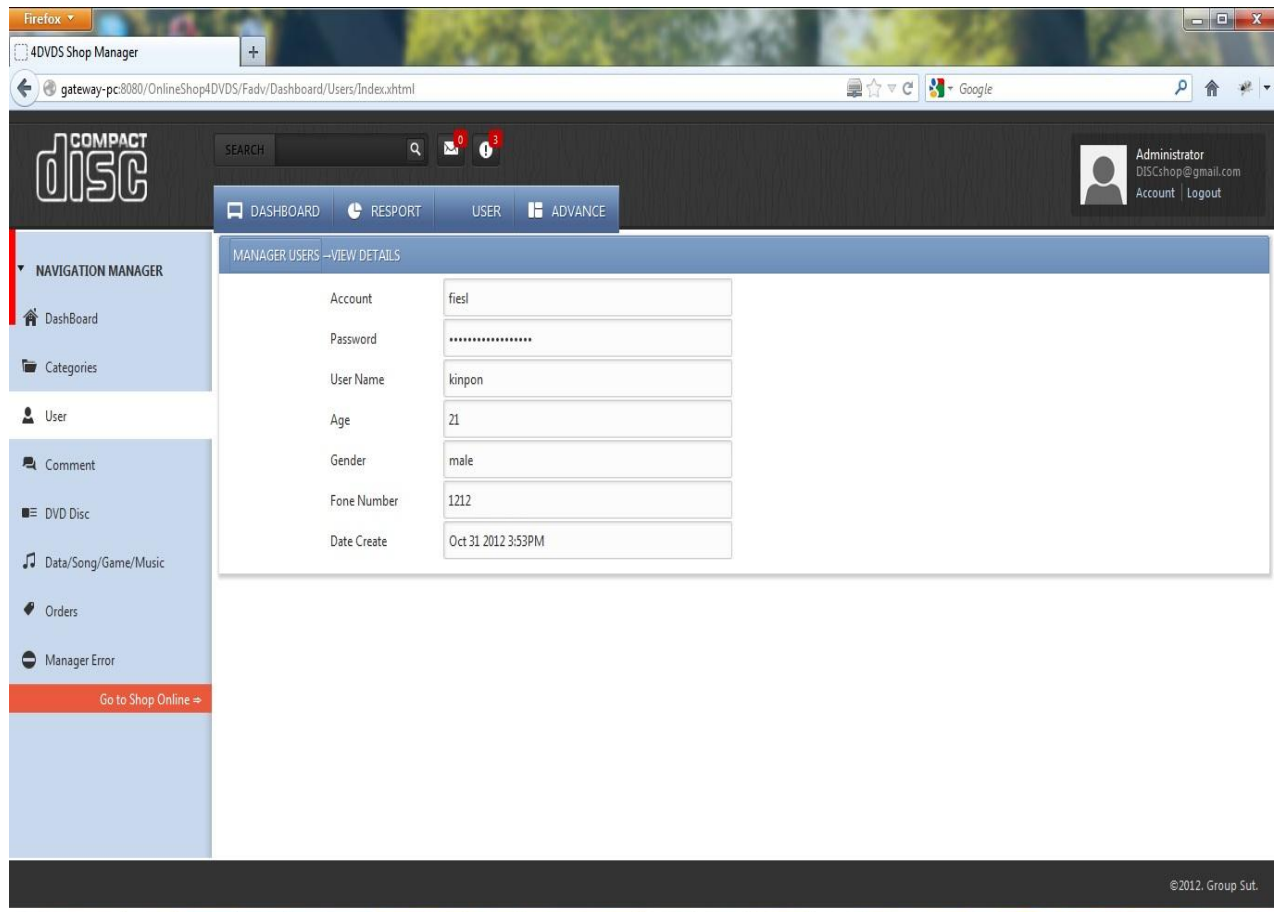 Firefox
4DVDS Shop Manager
gateway-pc:8080/OnlineShop4DVDS/Fadv/Dashboard/Users/Index.xhtml
Google
COMPACT
disc
SEARCH
0
3
Administrator
DISCshop@gmail.com
Account | Logout
DASHBOARD
RESPORT
USER
ADVANCE
NAVIGATION MANAGER
DashBoard
Categories
User
Comment
DVD Disc
Data/Song/Game/Music
Orders
Manager Error
Go to Shop Online ⇨
MANAGER USERS →VIEW DETAILS
Account fiesl
Password ••••••••••••••••••
User Name kinpon
Age 21
Gender male
Fone Number 1212
Date Create Oct 31 2012 3:53PM
©2012. Group Sut.